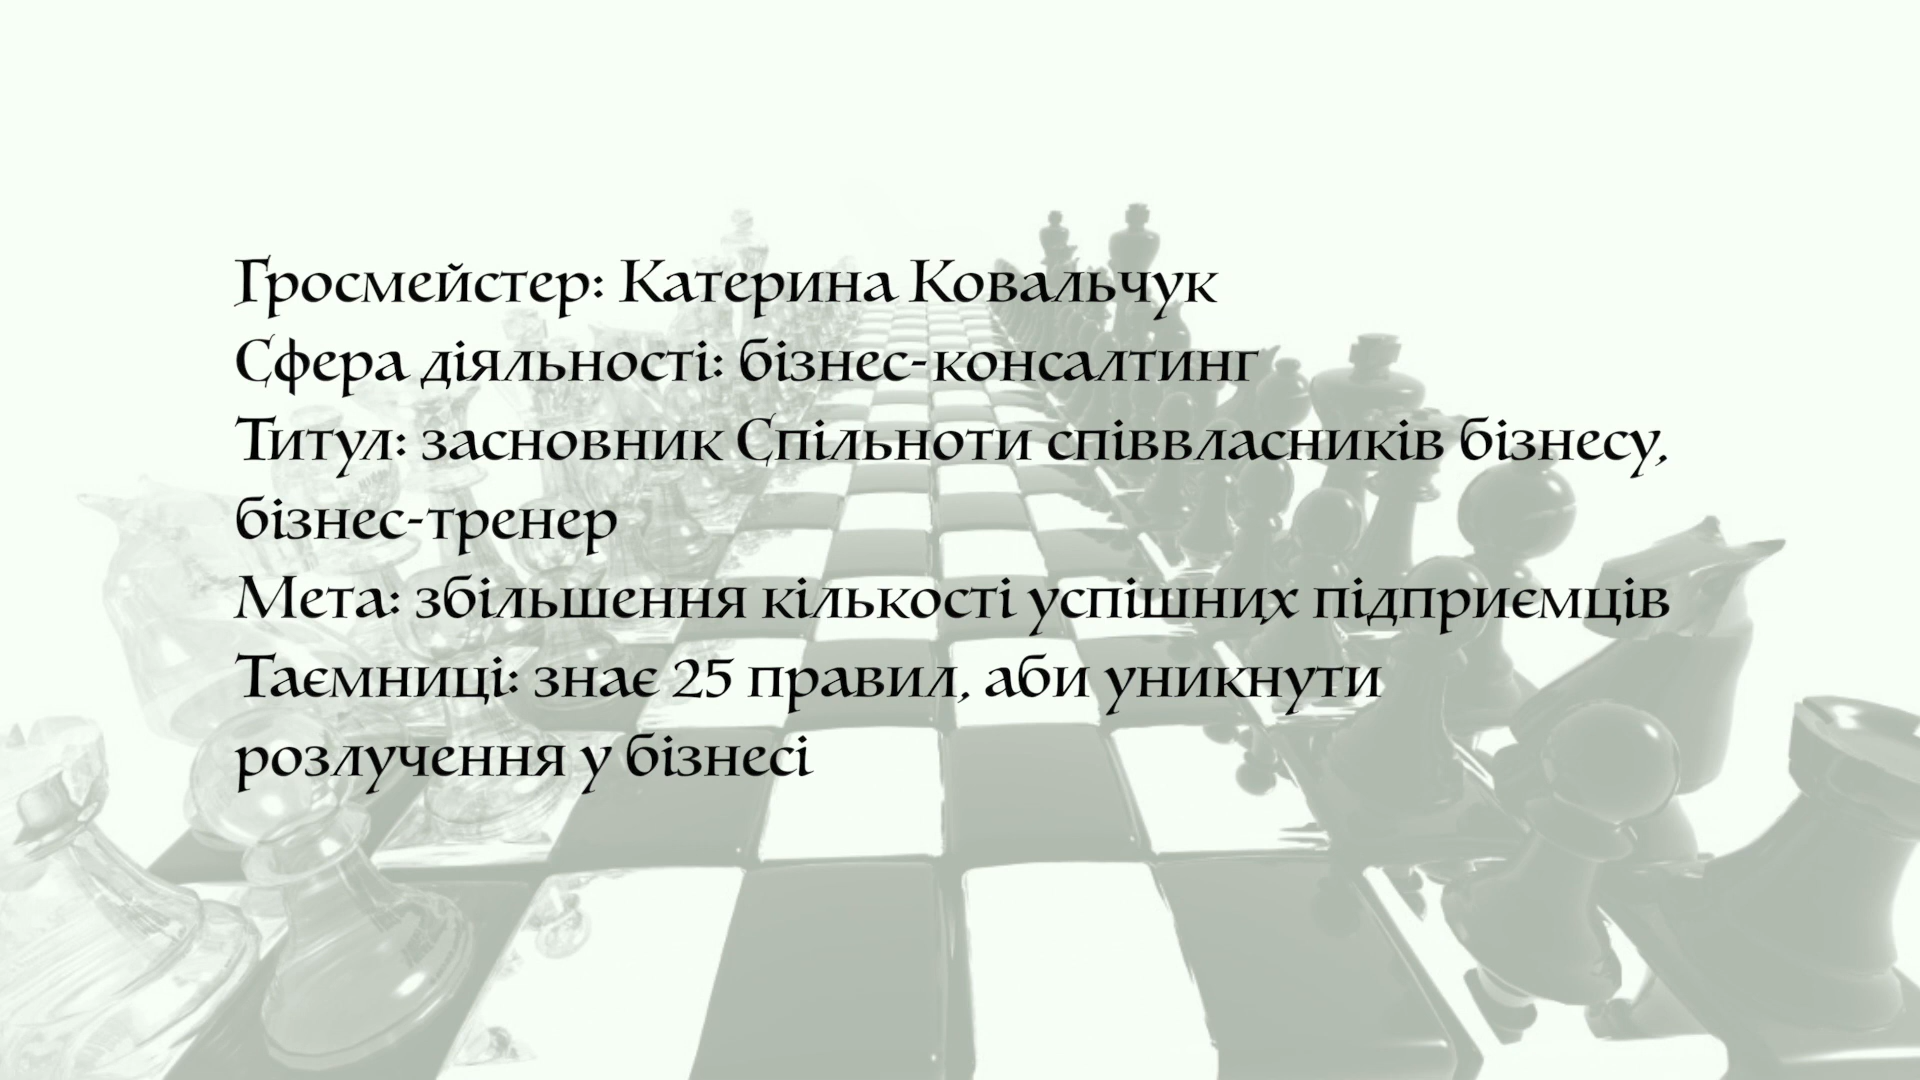 Гросмейстер: Катерина Ковальчук
Сфера діяльності: бізнес-консалтинг
Титул: засновник Спільноти співвласників бізнесу,
бізнес-тренер
Мета: збільшення кількості успішних підприємців
Таємниці: знає 25 правил, аби уникнути
розлучення у бізнесі